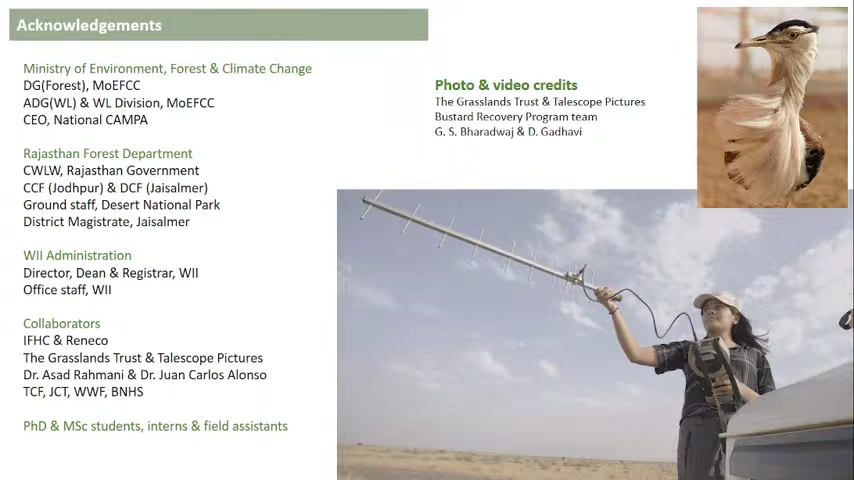 Acknowledgements
Ministry of Environment, Forest & Climate Change
DG(Forest), MoEFCC
ADG(WL) & WL Division, MoEFCC
CEO, National CAMPA
Rajasthan Forest Department
CWLW, Rajasthan Government
CCF (Jodhpur) & DCF (Jaisalmer)
Ground staff, Desert National Park
District Magistrate, Jaisalmer
WII Administration
Director, Dean & Registrar, WII
Office staff, WII
Collaborators
IFHC & Reneco
The Grasslands Trust & Talescope Pictures
Dr. Asad Rahmani & Dr. Juan Carlos Alonso
TCF, JCT, WWF, BNHS
PhD & MSc students, interns & field assistants
Photo & video credits
The Grasslands Trust & Talescope Pictures
Bustard Recovery Program team
G. S. Bharadwaj & D. Gadhavi